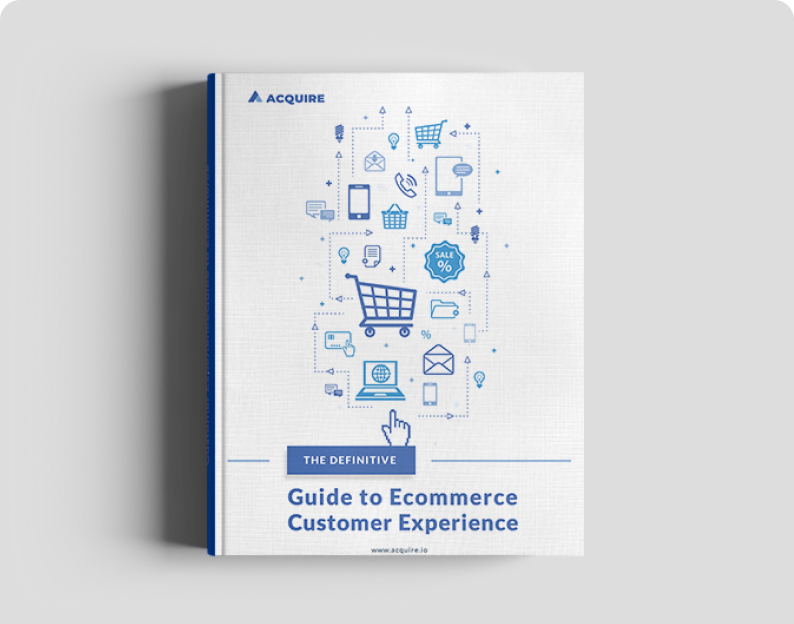 ACQUIRE
SALE
%
%
THE DEFINITIVE
Guide to Ecommerce
Customer Experience
www.acquire.io